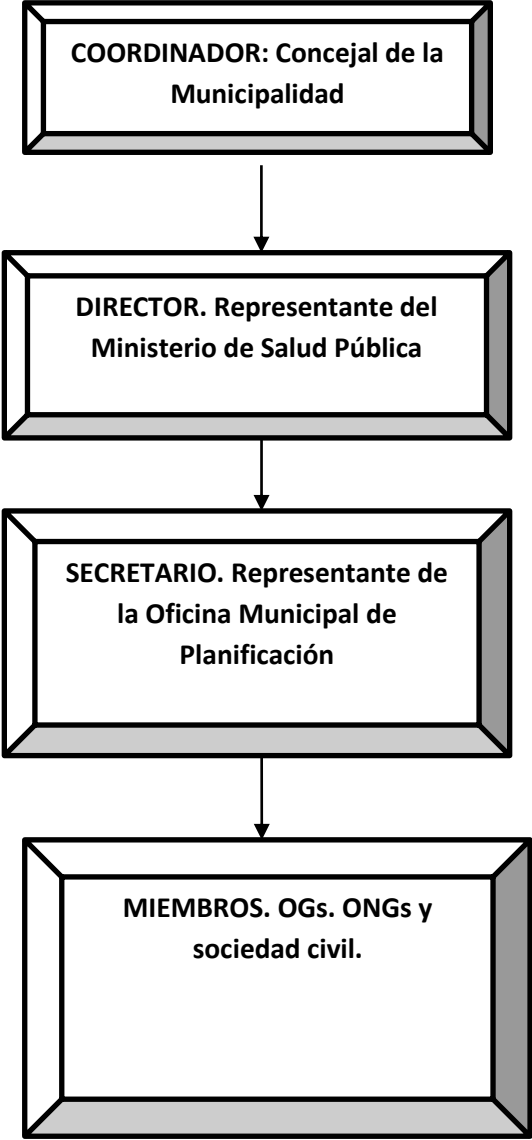 COORDINADOR: Concejal de la
Municipalidad
DIRECTOR. Representante del
Ministerio de Salud Pública
SECRETARIO. Representante de
la Oficina Municipal de
Planificación
MIEMBROS. OGs. ONGs y
sociedad civil.